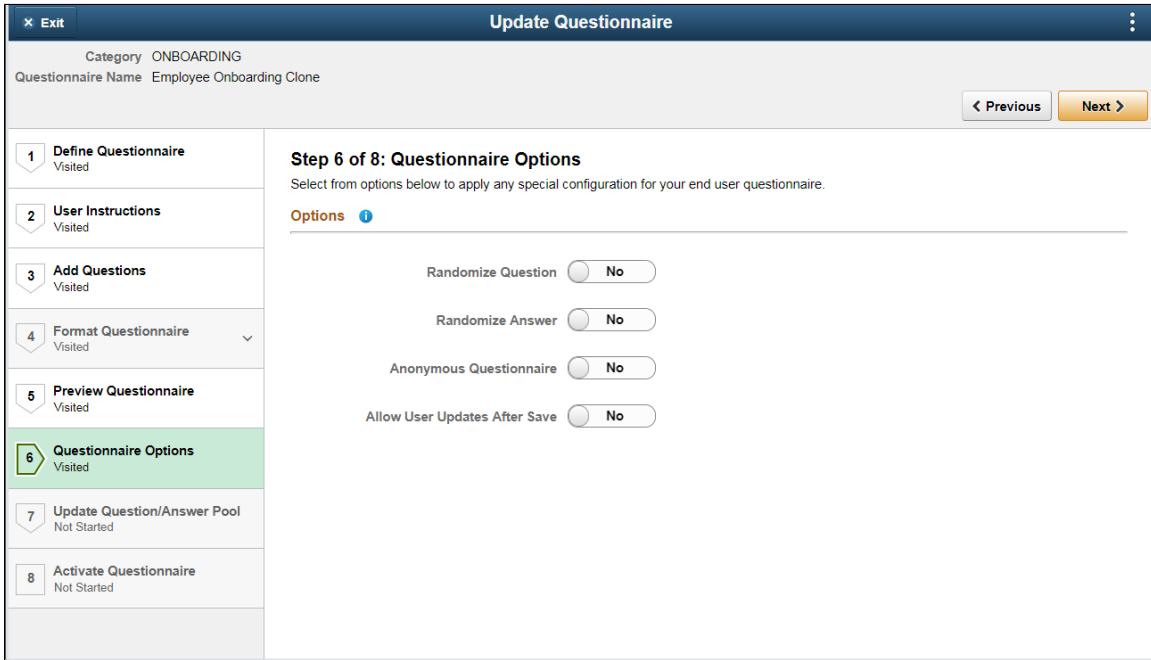 × Exit
Update Questionnaire
Category ONBOARDING
Questionnaire Name Employee Onboarding Clone
Previous
Next
1 Define Questionnaire
Visited
2 User Instructions
Visited
3 Add Questions
Visited
4 Format Questionnaire
Visited
5 Preview Questionnaire
Visited
6 Questionnaire Options
Visited
7 Update Question/Answer Pool
Not Started
8 Activate Questionnaire
Not Started
Step 6 of 8: Questionnaire Options
Select from options below to apply any special configuration for your end user questionnaire.
Options i
Randomize Question No
Randomize Answer No
Anonymous Questionnaire No
Allow User Updates After Save No